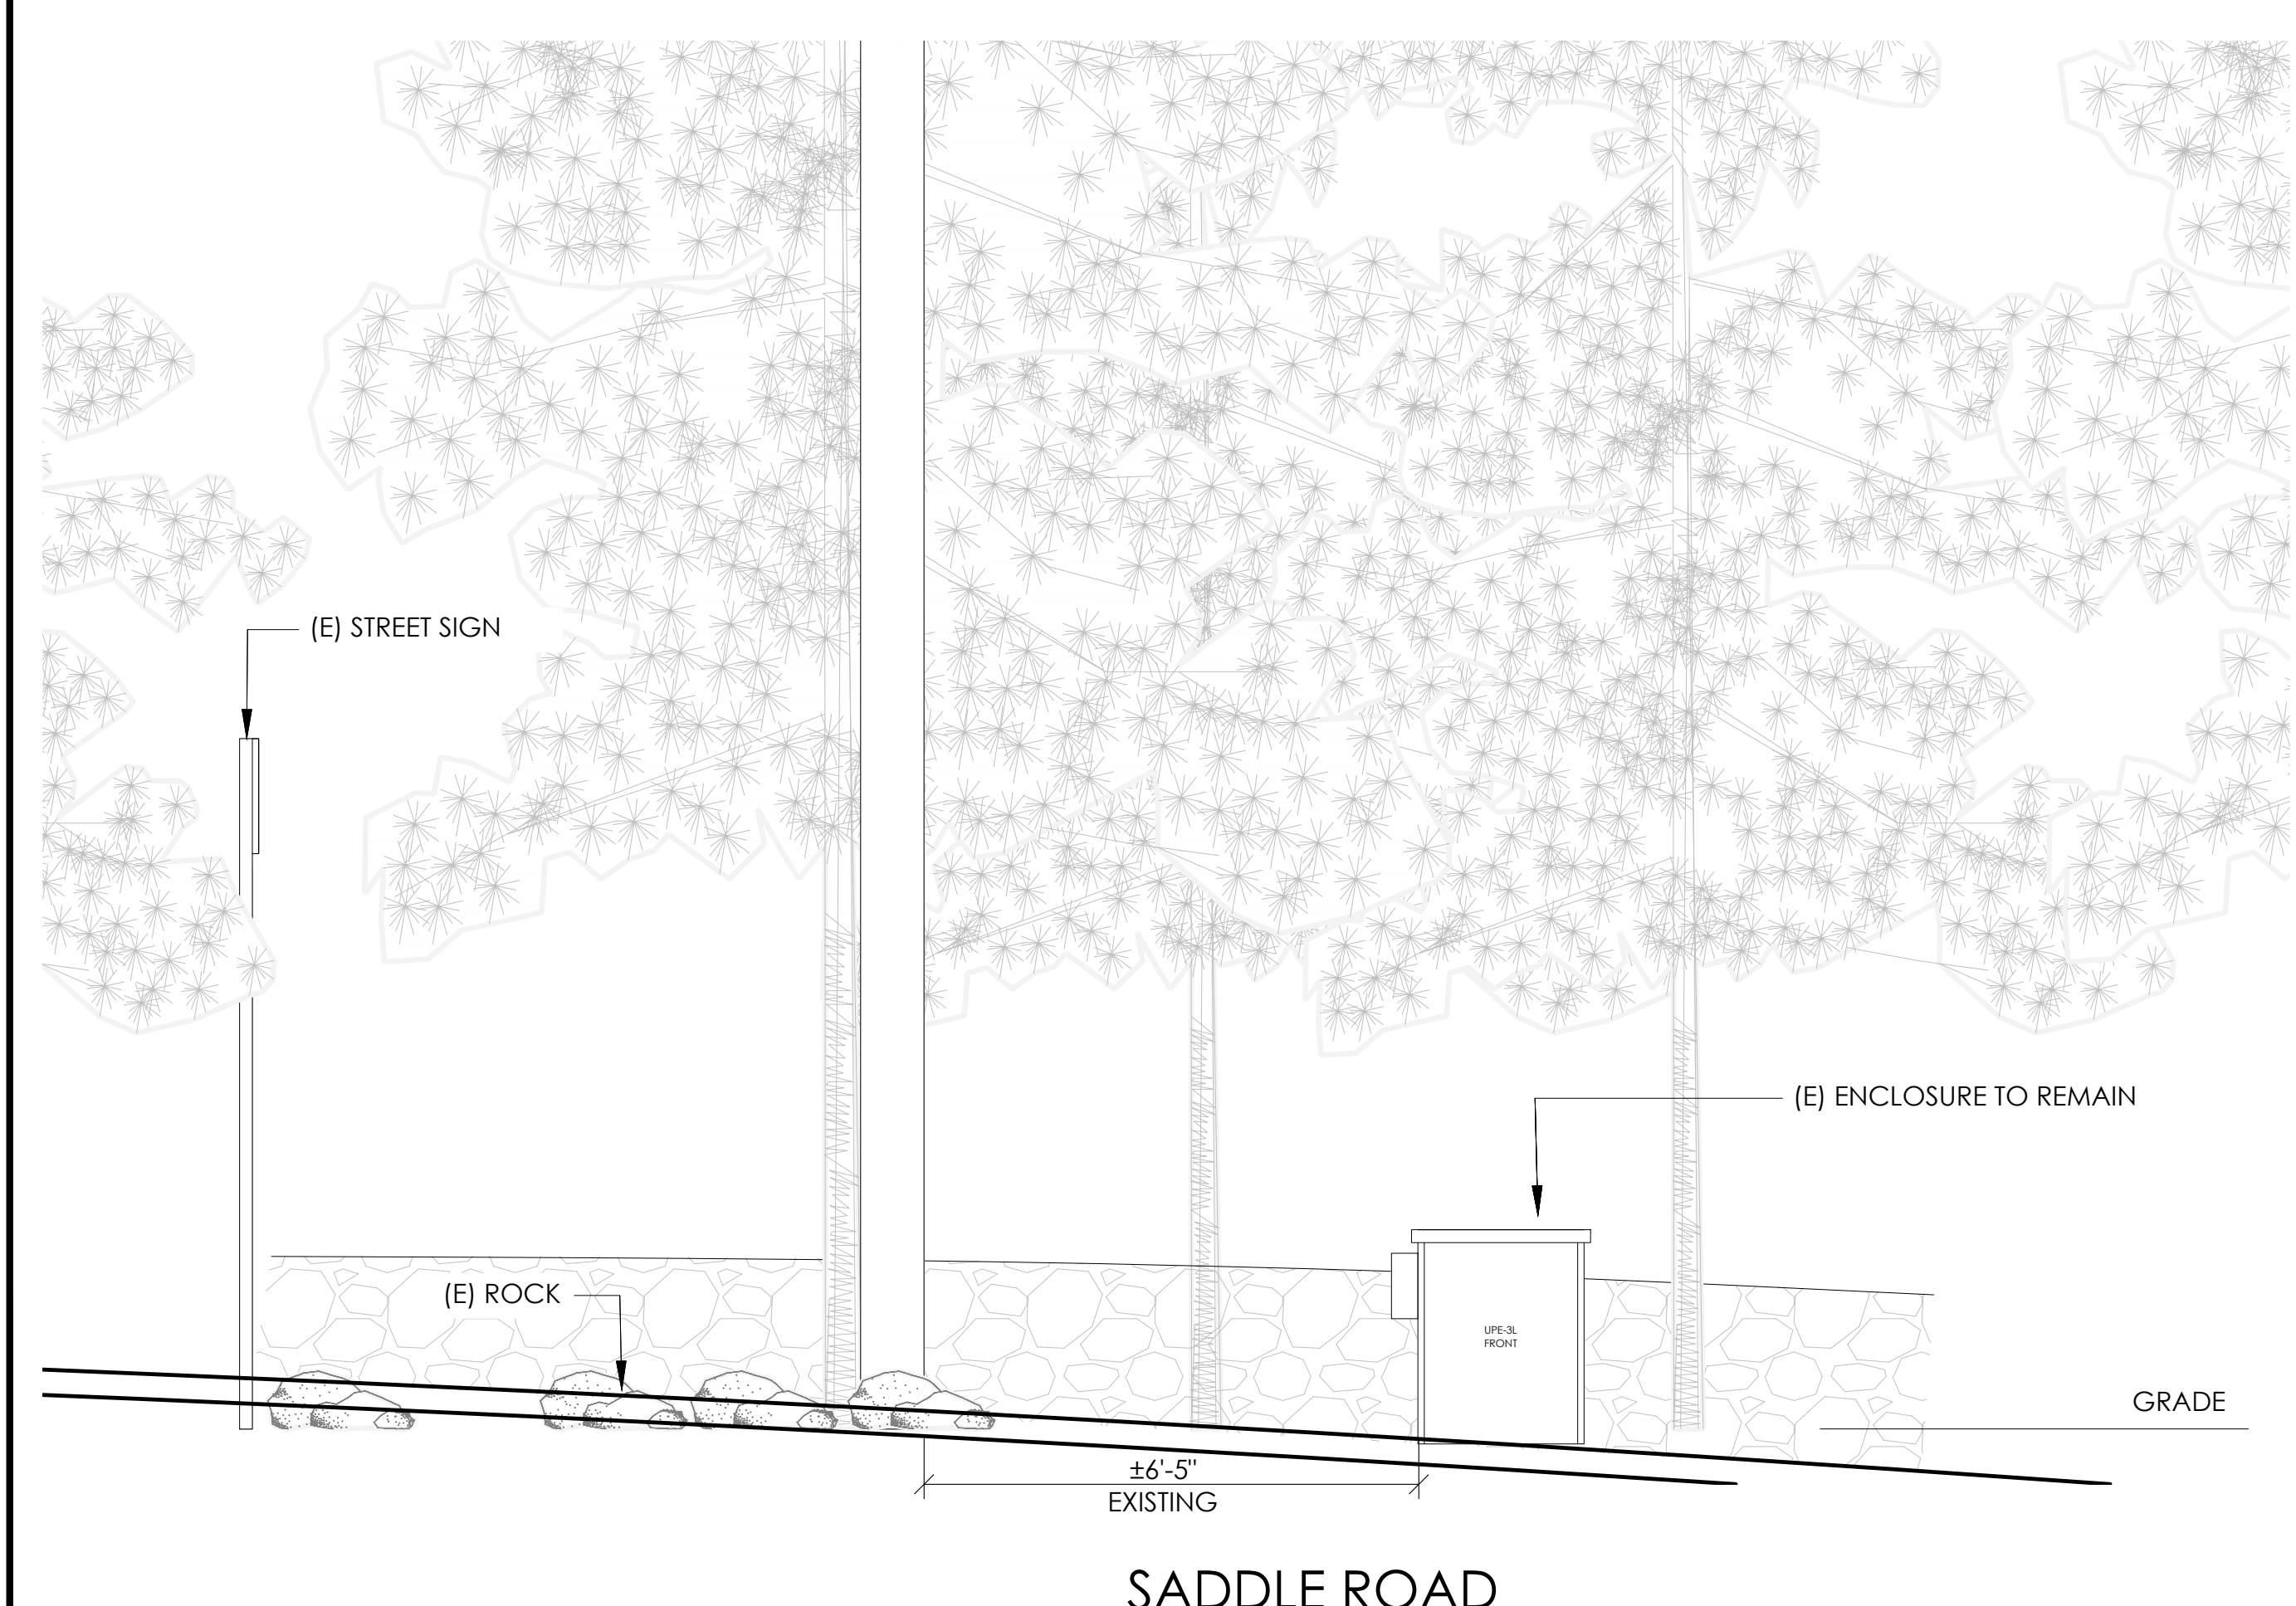 (E) STREET SIGN
(E) ENCLOSURE TO REMAIN
(E) ROCK
UPE-3L
FRONT
GRADE
±6'-5"
EXISTING
SADDLE ROAD